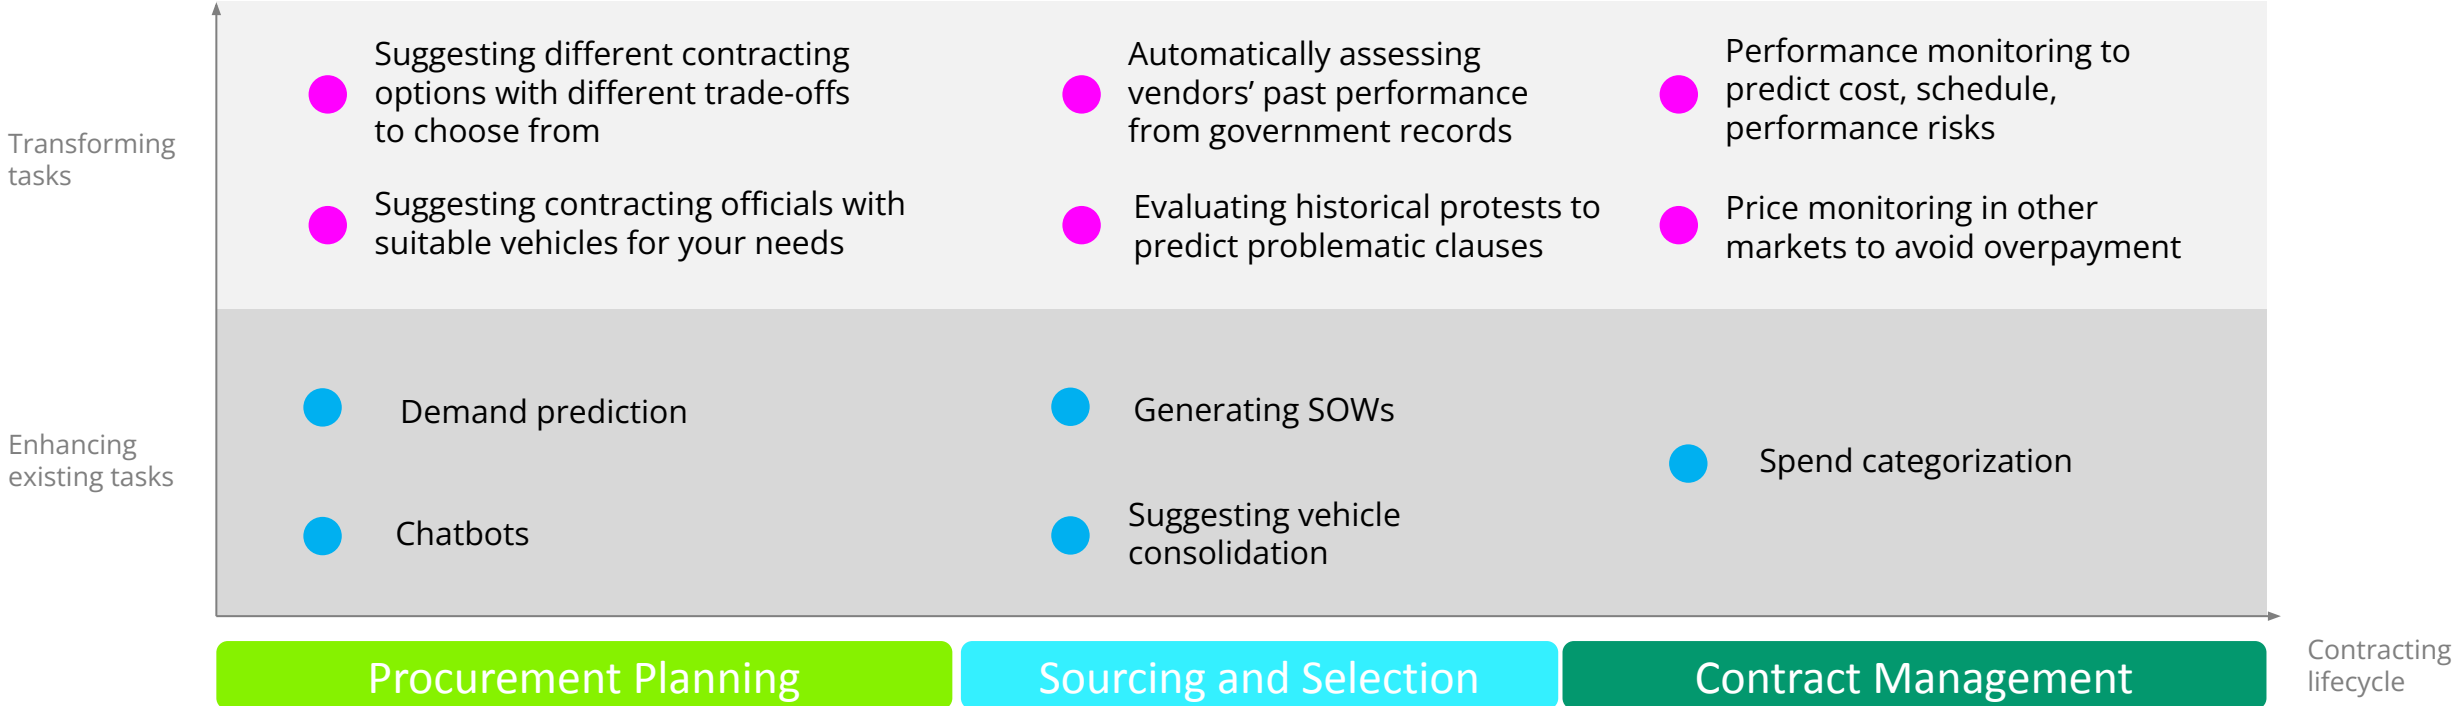 Transforming
tasks
Suggesting different contracting
options with different trade-offs
to choose from
Suggesting contracting officials with
suitable vehicles for your needs
Automatically assessing
vendors’ past performance
from government records
Evaluating historical protests to
predict problematic clauses
Performance monitoring to
predict cost, schedule,
performance risks
Price monitoring in other
markets to avoid overpayment
Enhancing
existing tasks
Demand prediction
Chatbots
Generating SOWs
Suggesting vehicle
consolidation
Spend categorization
Procurement Planning
Sourcing and Selection
Contract Management
Contracting
lifecycle